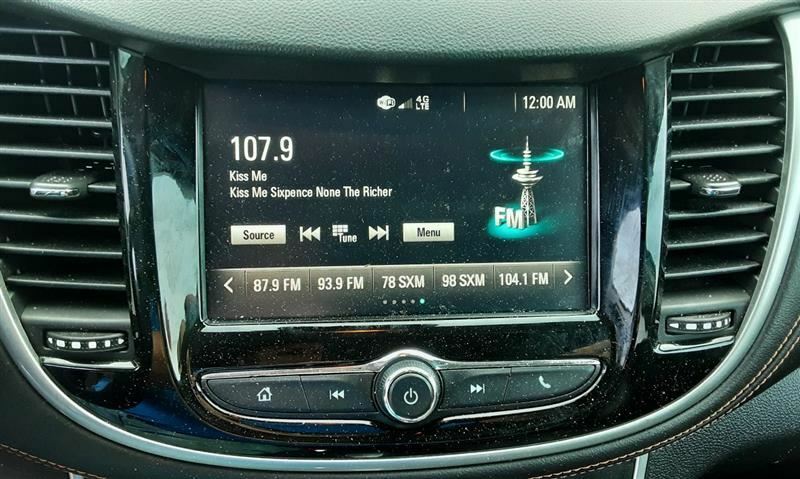 4G
LTE
12:00 AM
107.9
Kiss Me
Kiss Me Sixpence None The Richer
FM
Source
Tune
Menu
87.9 FM
93.9 FM
78 SXM
98 SXM
104.1 FM